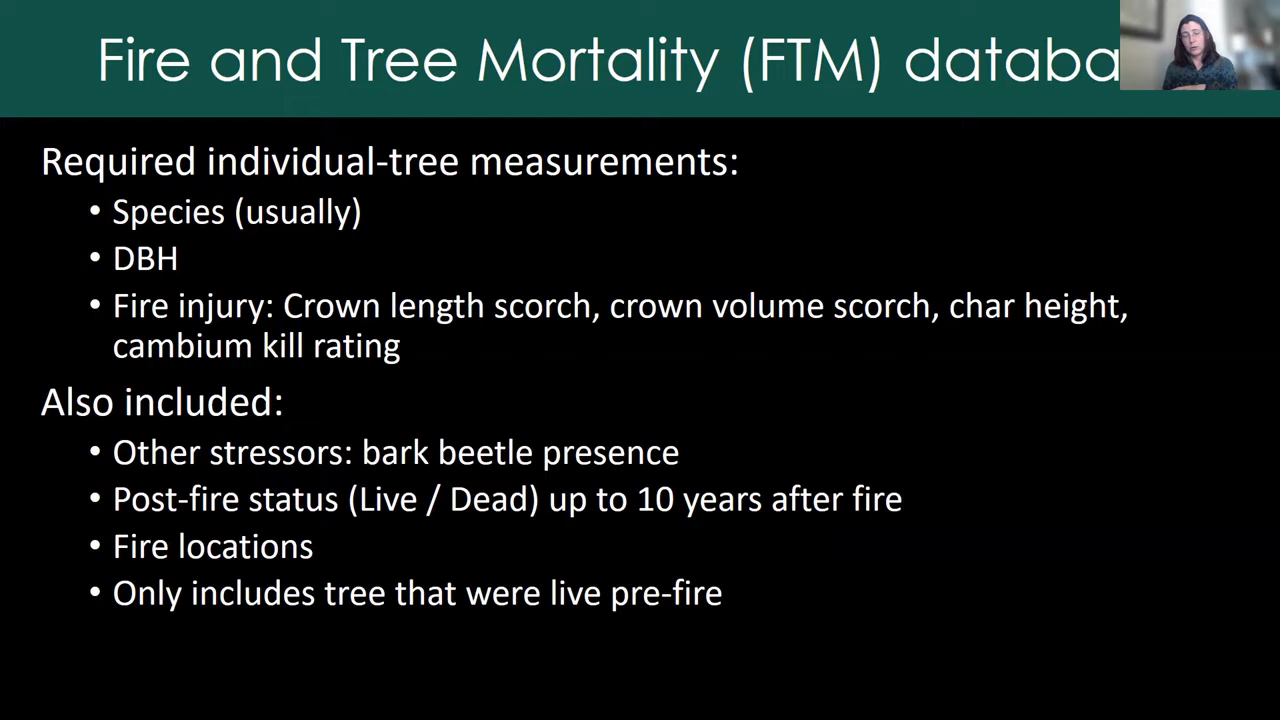 Fire and Tree Mortality (FTM) databa
Required individual-tree measurements:
• Species (usually)
• DBH
• Fire injury: Crown length scorch, crown volume scorch, char height,
cambium kill rating
Also included:
• Other stressors: bark beetle presence
• Post-fire status (Live / Dead) up to 10 years after fire
• Fire locations
• Only includes tree that were live pre-fire